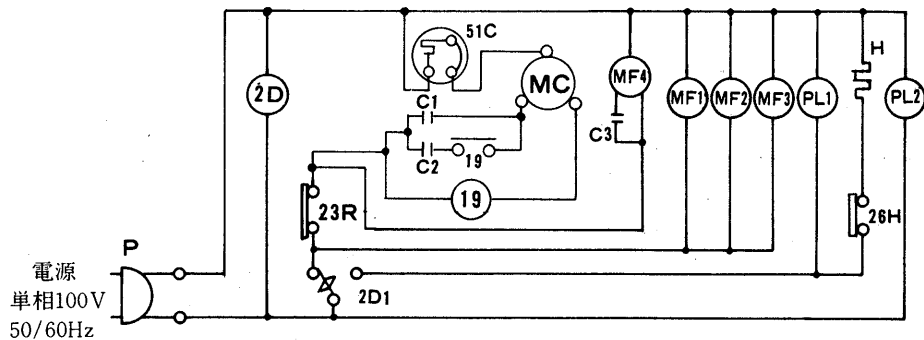 51C
2D
MC
C1
C2
19
19
23R
MF4
C3
MF1
MF2
MF3
PL1
H
PL2
26H
2D1
P
電源
単相100V
50/60Hz